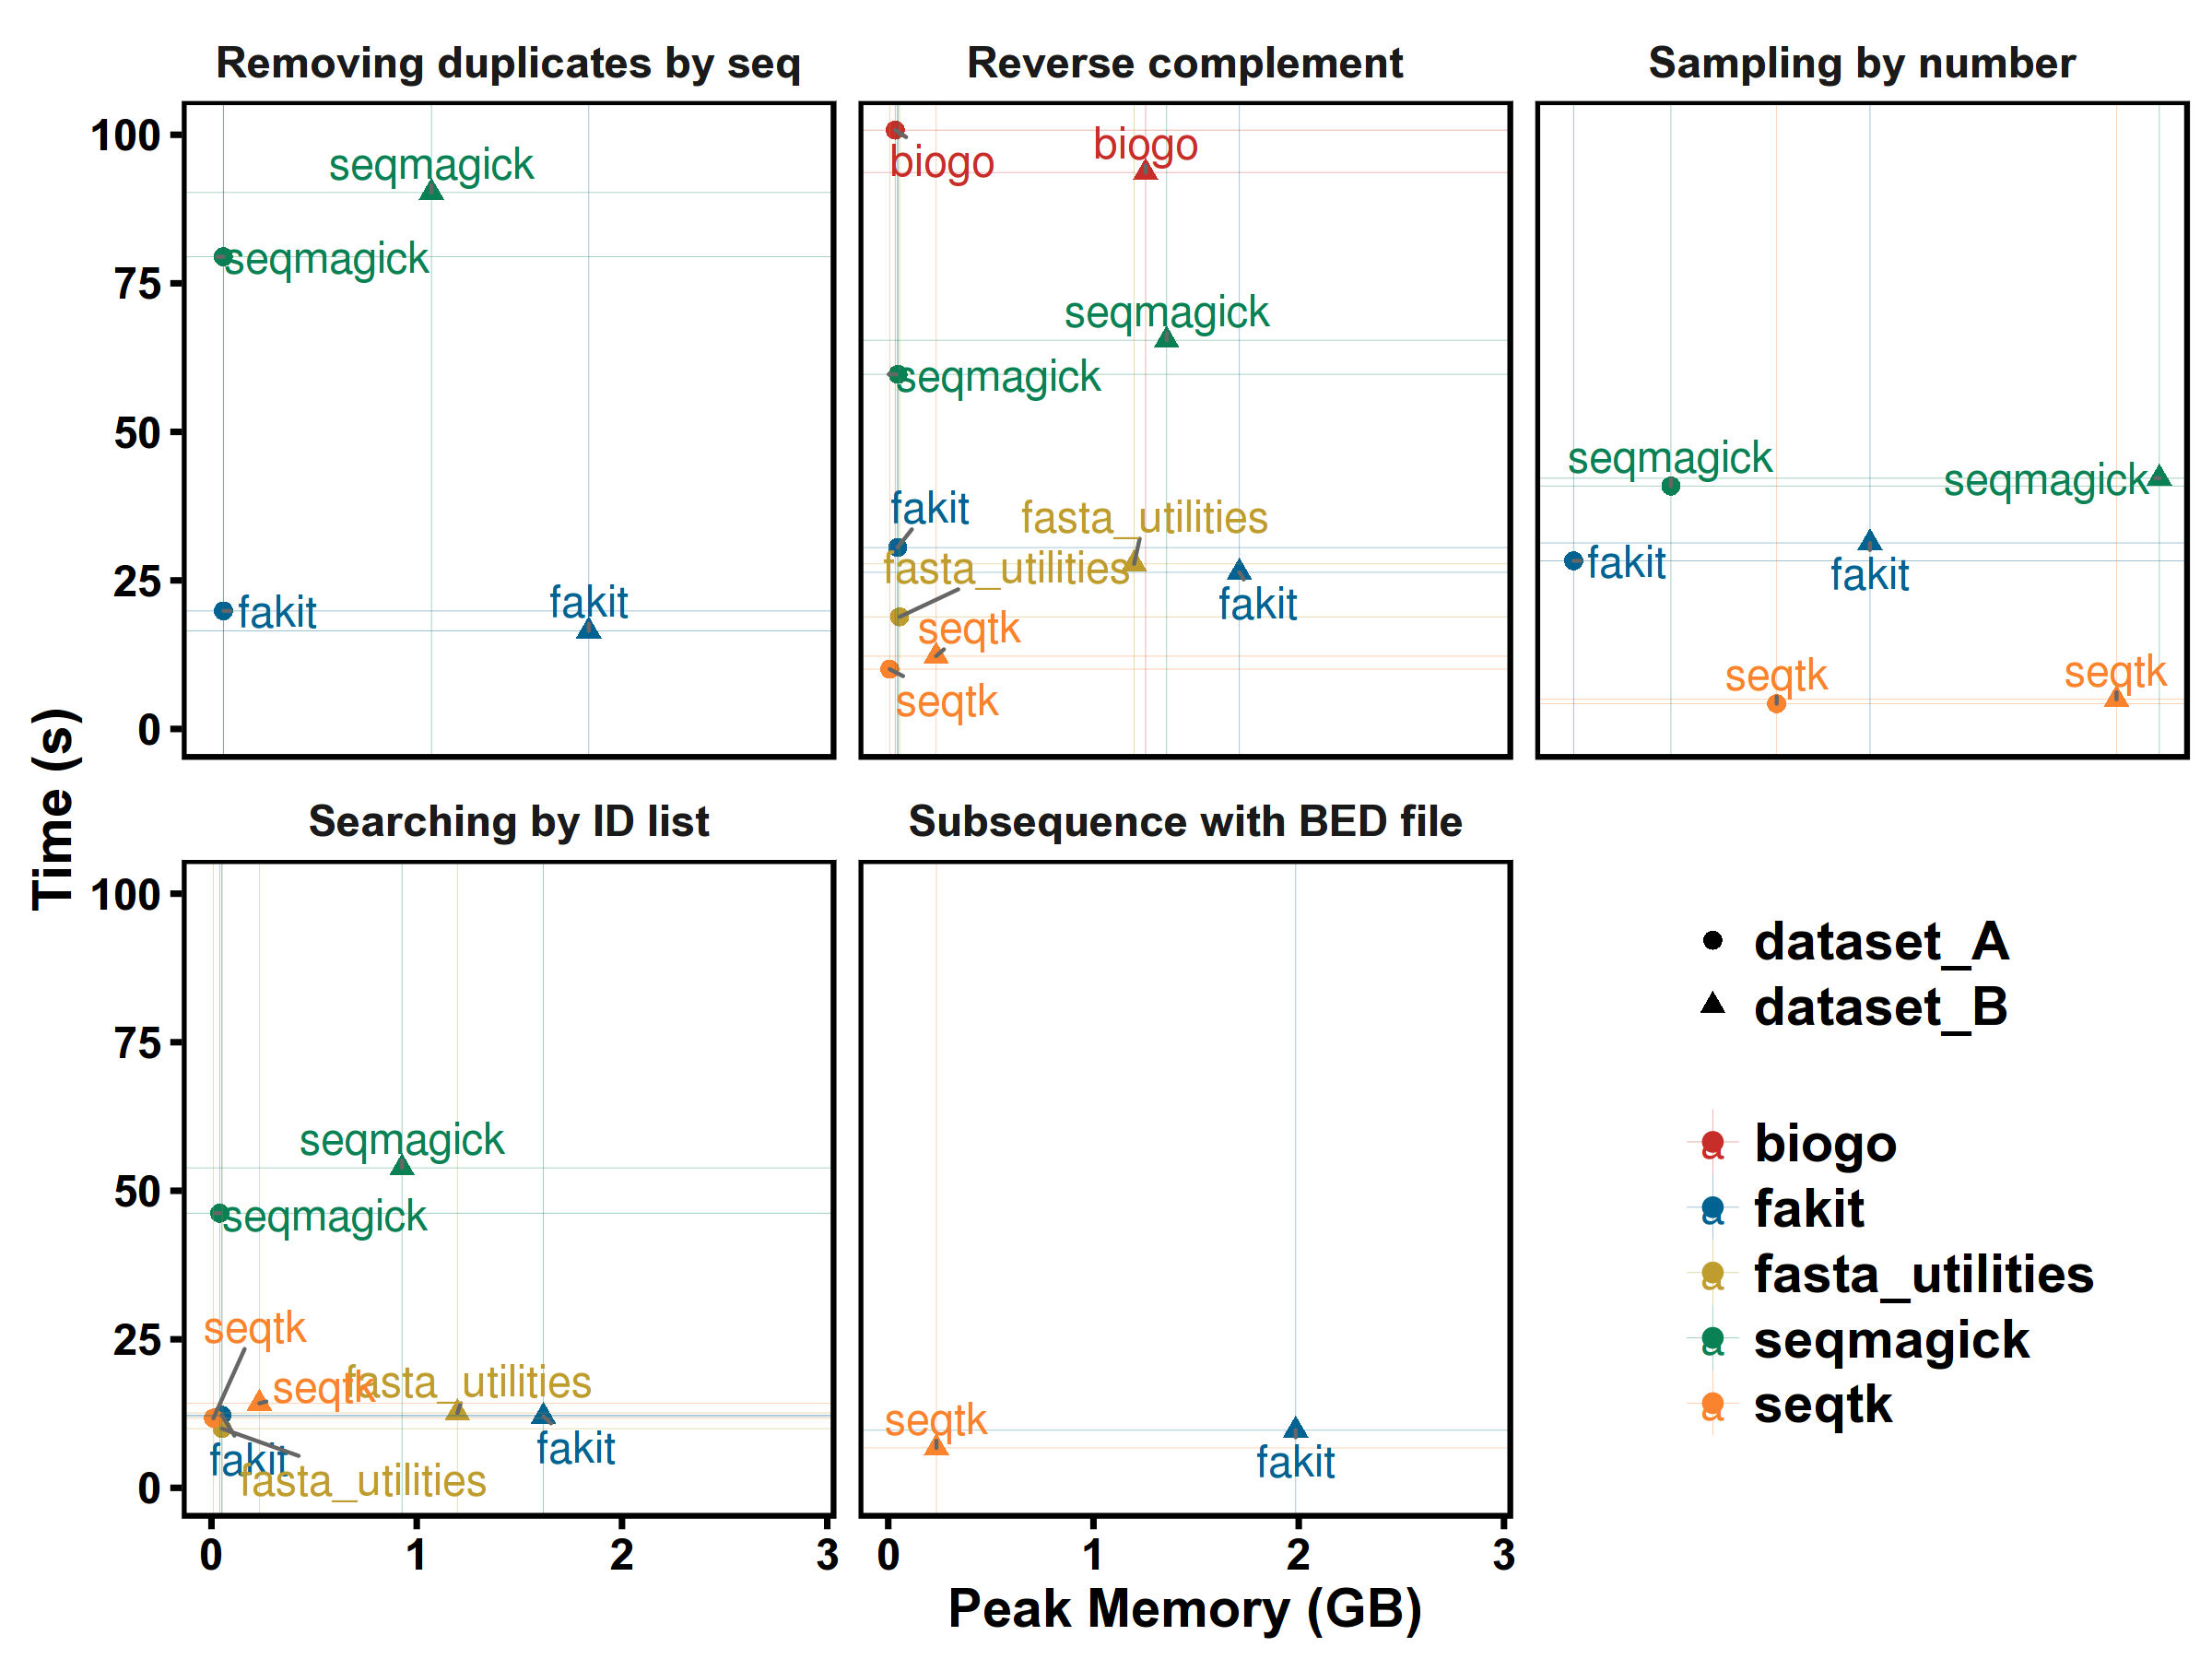 Removing duplicates by seq
Reverse complement
Sampling by number
100
75
50
25
0
seqmagick
seqmagick
fakit
fakit
biogo
biogo
seqmagick
seqmagick
fakit
fasta_utilities
fasta_utilities
fakit
seqtk
seqtk
seqmagick
seqmagick
fakit
fakit
seqtk
seqtk
Time (s)
Searching by ID list
Subsequence with BED file
100
75
50
25
0
seqmagick
seqmagick
seqtk
seqtk
fasta_utilities
fakit
fakit
fasta_utilities
seqtk
fakit
0 1 2 3
0 1 2 3
Peak Memory (GB)
dataset_A
dataset_B
a biogo
a fakit
a fasta_utilities
a seqmagick
a seqtk